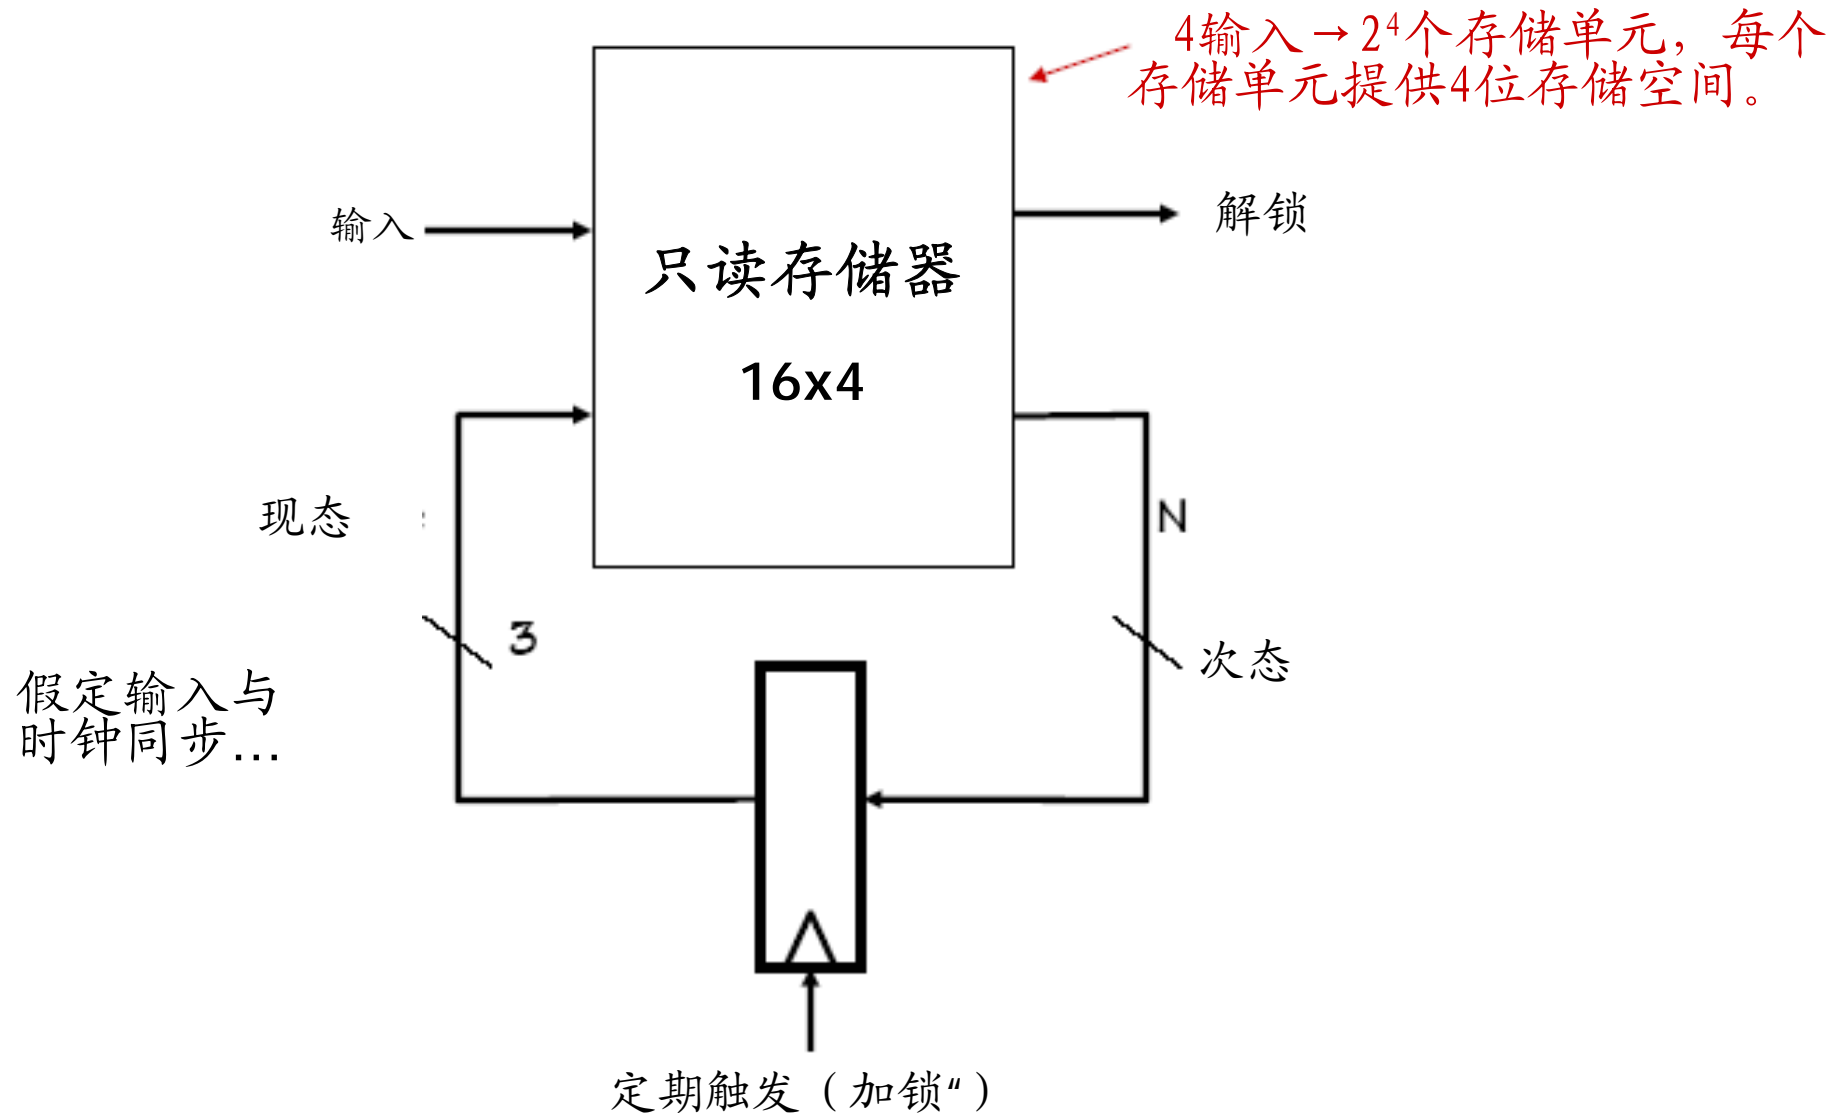 4输入→2⁴个存储单元，每个
存储单元提供4位存储空间。
输入
解锁
只读存储器
16x4
现态
N
3
次态
假定输入与
时钟同步...
定期触发（加锁“）